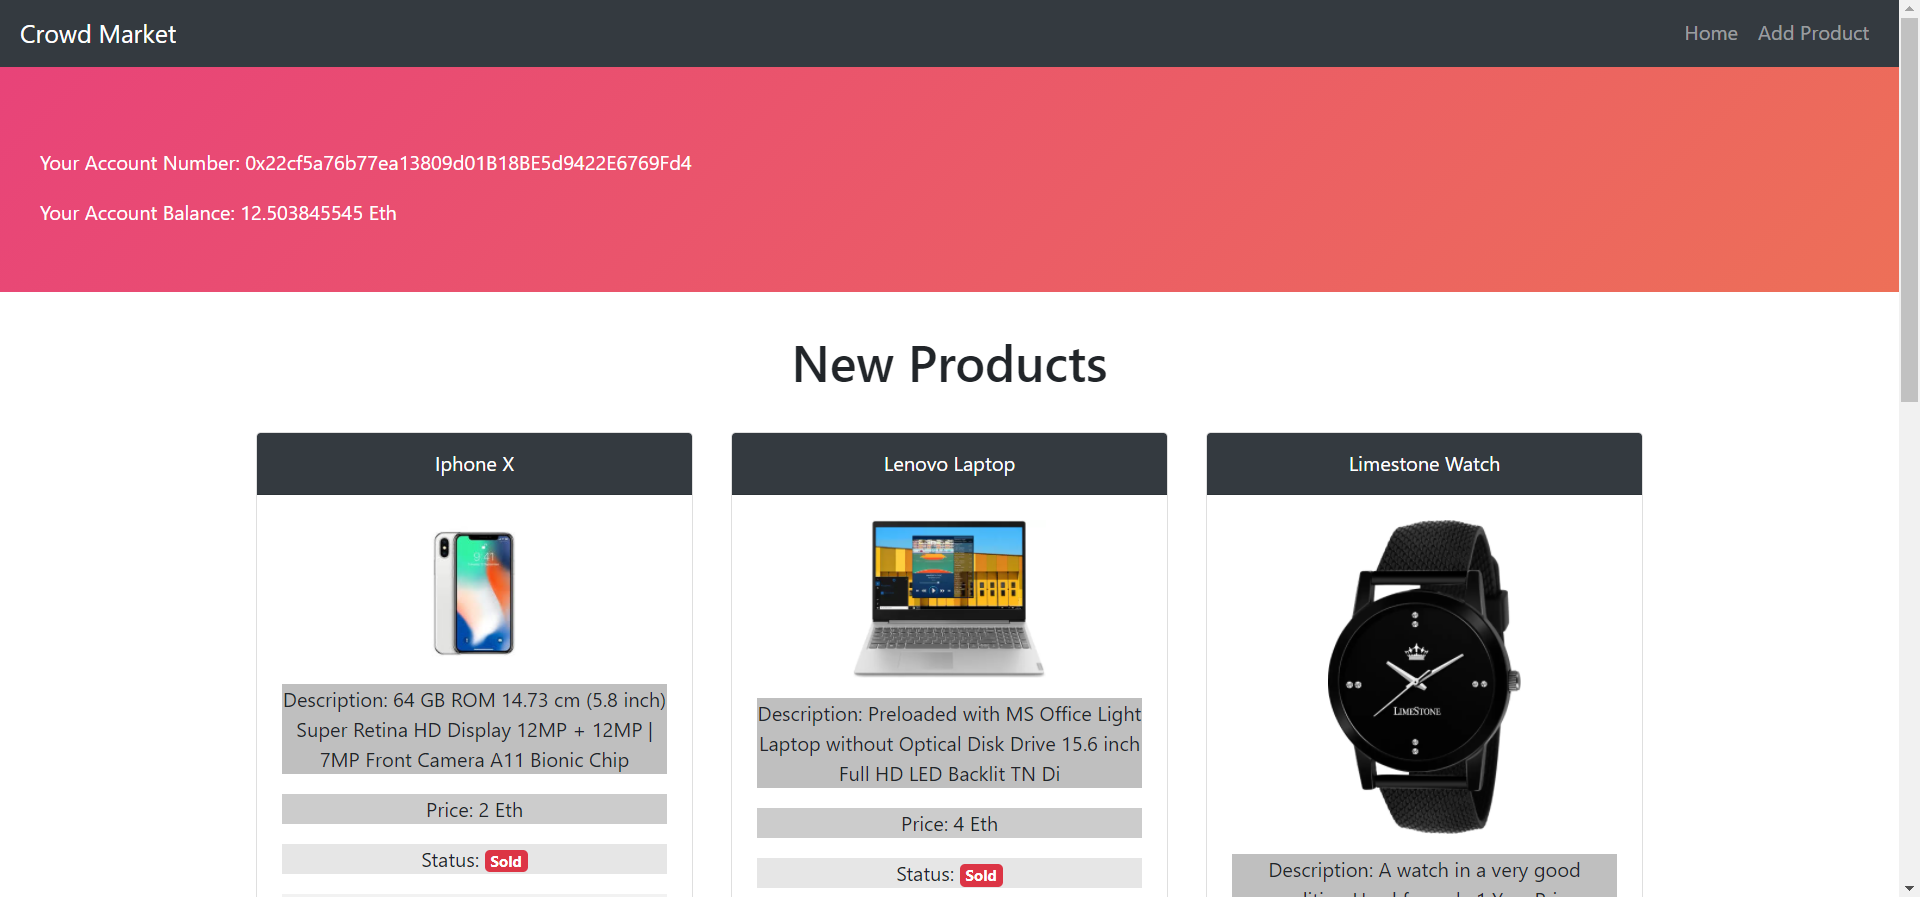 Crowd Market
Home
Add Product
Your Account Number: 0x22cf5a76b77ea13809d01B18BE5d9422E6769Fd4
Your Account Balance: 12.503845545 Eth
New Products
Iphone X
9:41
Description: 64 GB ROM 14.73 cm (5.8 inch)
Super Retina HD Display 12MP + 12MP |
7MP Front Camera A11 Bionic Chip
Price: 2 Eth
Status: Sold
Lenovo Laptop
Description: Preloaded with MS Office Light
Laptop without Optical Disk Drive 15.6 inch
Full HD LED Backlit TN Di
Price: 4 Eth
Status: Sold
Limestone Watch
LIMESTONE
Description: A watch in a very good